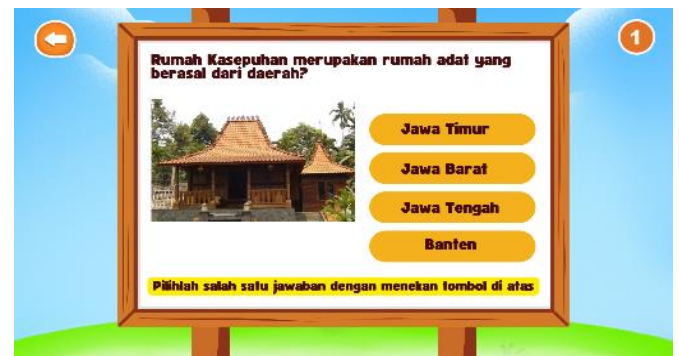 1
Rumah Kasepuhan merupakan rumah adat yang
berasal dari daerah?
Jawa Timur
Jawa Barat
Jawa Tengah
Banten
Pilihlah salah satu jawaban dengan menekan tombol di atas